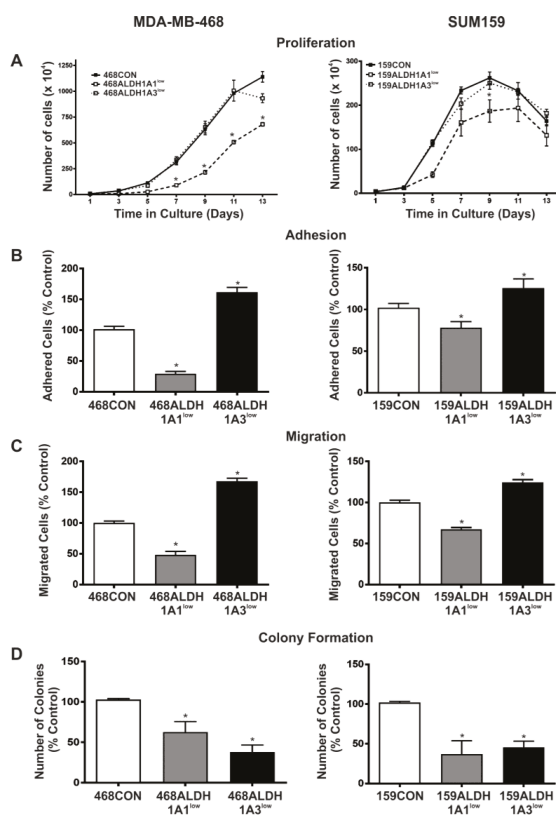 MDA-MB-468 SUM159
Proliferation
A
Number of cells (x 10⁴)
1250
1000
750
500
250
0
468CON
468ALDH1A1low
468ALDH1A3low
* * * *
*
1 3 5 7 9 11 13
Time in Culture (Days)
Number of cells (x 10⁴)
300
200
100
0
159CON
159ALDH1A1low
159ALDH1A3low
1 3 5 7 9 11 13
Time in Culture (Days)
Adhesion
B
Adhered Cells (% Control)
200
150
100
50
0
*
*
468CON 468ALDH 468ALDH
1A1low 1A3low
Adhered Cells (% Control)
150
100
50
0
*
*
159CON 159ALDH 159ALDH
1A1low 1A3low
Migration
C
Migrated Cells (% Control)
200
150
100
50
0
*
*
468CON 468ALDH 468ALDH
1A1low 1A3low
Migrated Cells (% Control)
150
100
50
0
*
*
159CON 159ALDH 159ALDH
1A1low 1A3low
Colony Formation
D
Number of Colonies
(% Control)
150
100
50
0
*
*
468CON 468ALDH 468ALDH
1A1low 1A3low
Number of Colonies
(% Control)
150
100
50
0
* *
159CON 159ALDH 159ALDH
1A1low 1A3low